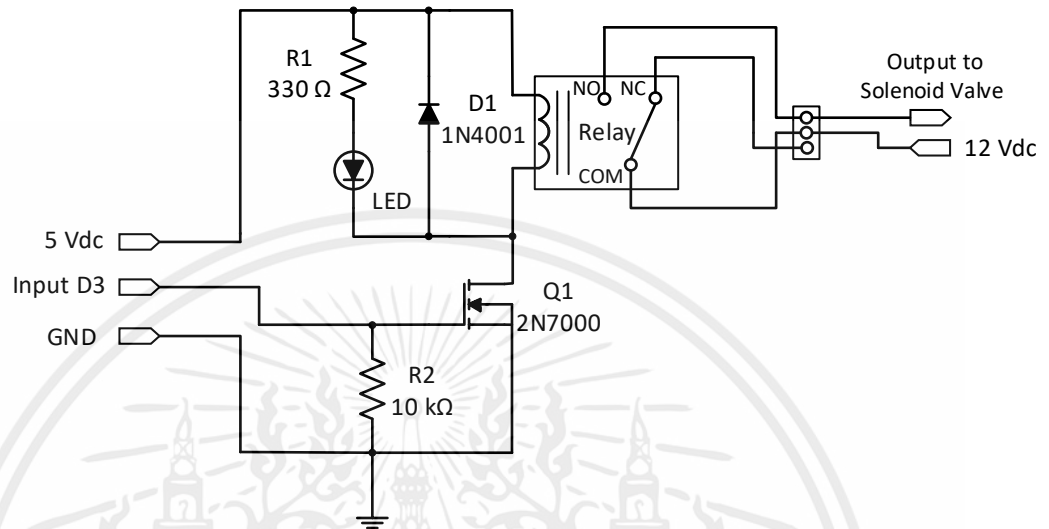 R1
330 Ω
D1
1N4001
LED
NO
NC
Relay
COM
Output to
Solenoid Valve
12 Vdc
5 Vdc
Input D3
GND
Q1
2N7000
R2
10 kΩ